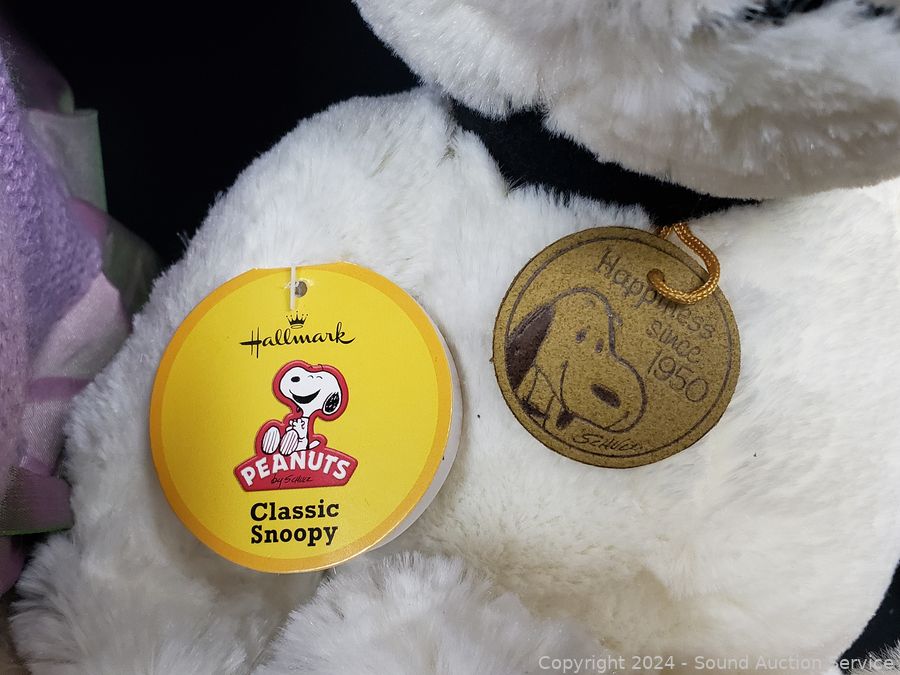 Hallmark
PEANUTS
by SCHULZ
Classic
Snoopy
Happiness
since
1950
SCHULZ
Copyright 2024 - Sound Auction Service